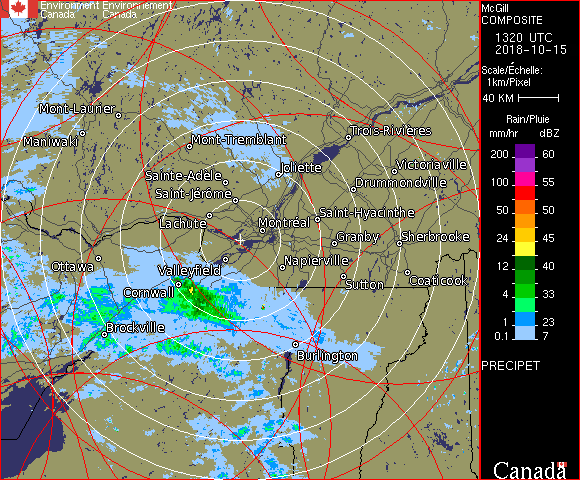 Environment Environnement
Canada Canada
McGill
COMPOSITE
1320 UTC
2018-10-15
Scale/Échelle:
1km/Pixel
40 KM
Rain/Pluie
mm/hr dBZ
200 60
100 55
50 50
24 45
12 40
4 33
1 23
0.1 7
PRECIPET
Canada
Mont-Laurier
Maniwaki
Mont-Tremblant
Trois-Rivières
Joliette
Victoriaville
Sainte-Adèle
Drummondville
Saint-Jérôme
Saint-Hyacinthe
Lachute
Montréal
Granby
Sherbrooke
Ottawa
Valleyfield
Napierville
Cornwall
Sutton
Coaticook
Brockville
Burlington